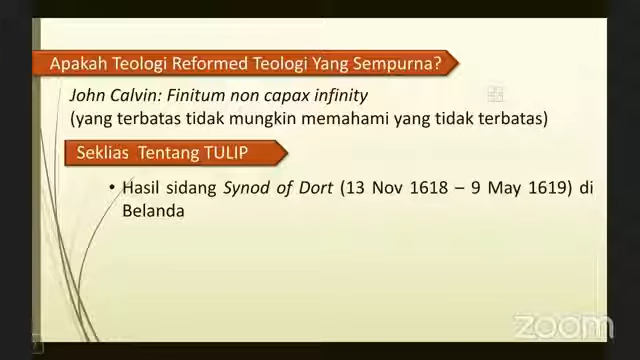 Apakah Teologi Reformed Teologi Yang Sempurna?
John Calvin: Finitum non capax infinity
(yang terbatas tidak mungkin memahami yang tidak terbatas)
Seklias Tentang TULIP
• Hasil sidang Synod of Dort (13 Nov 1618 – 9 May 1619) di
Belanda
zoom